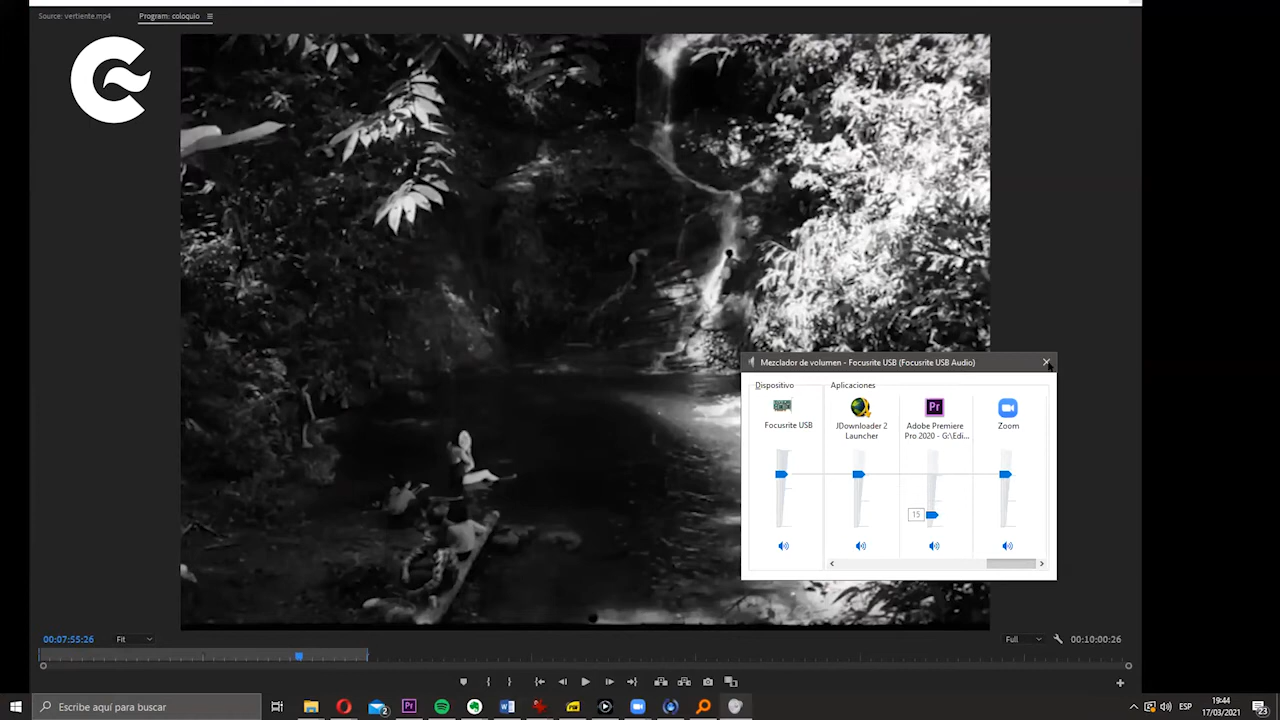 Source: vertiente.mp4
Program: coloquio
Mezclador de volumen - Focusrite USB (Focusrite USB Audio)
Dispositivo
Aplicaciones
Focusrite USB
JDownloader 2
Launcher
Adobe Premiere
Pro 2020 - G:\Edi...
Zoom
15
00:07:55:26
Fit
Full
00:10:00:26
Escribe aquí para buscar
ESP
19:44
17/03/2021